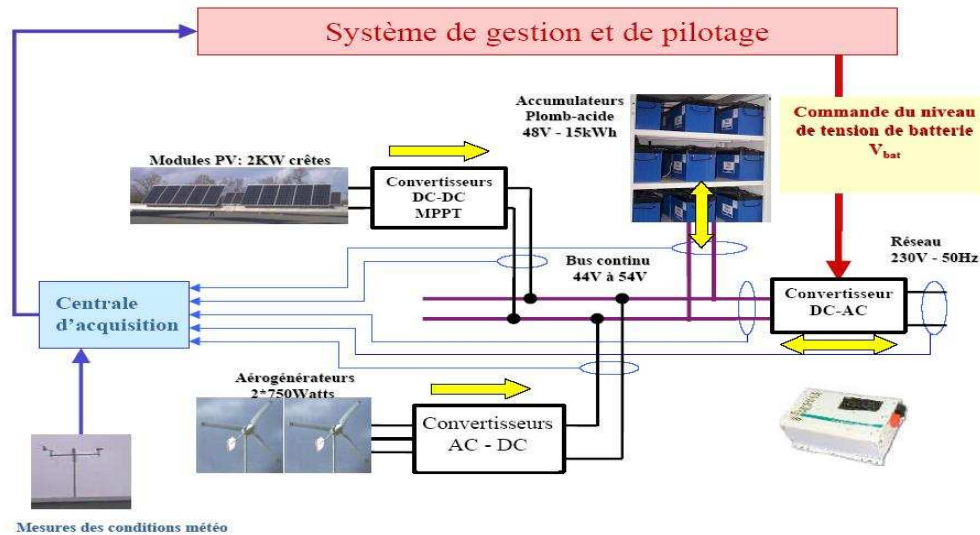 Système de gestion et de pilotage
Accumulateurs
Plomb-acide
48V - 15kWh
Commande du niveau
de tension de batterie
V_bat
Modules PV: 2KW crêtes
Convertisseurs
DC-DC
MPPT
Réseau
230V - 50Hz
Bus continu
44V à 54V
Convertisseur
DC-AC
Centrale
d'acquisition
Aérogénérateurs
2*750Watts
Convertisseurs
AC - DC
Mesures des conditions météo